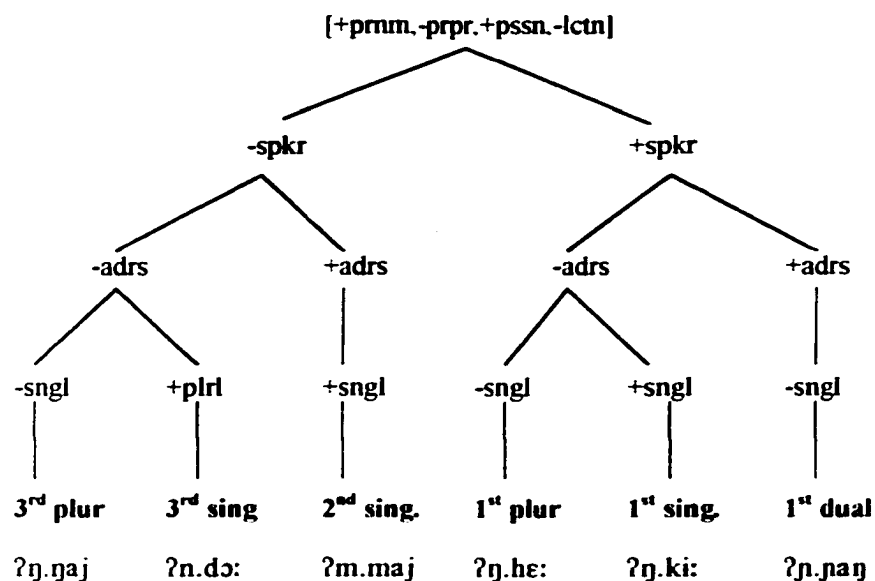 [+prnm.-prpr.+pssn.-lctn]
-spkr +spkr
-adrs +adrs -adrs +adrs
-sngl +plrl +sngl -sngl +sngl -sngl
3rd plur 3rd sing 2nd sing. 1st plur 1st sing. 1st dual
ʔŋ.ŋaj ʔn.dɔ: ʔm.maj ʔŋ.hɛ: ʔŋ.ki: ʔɲ.ɲaŋ